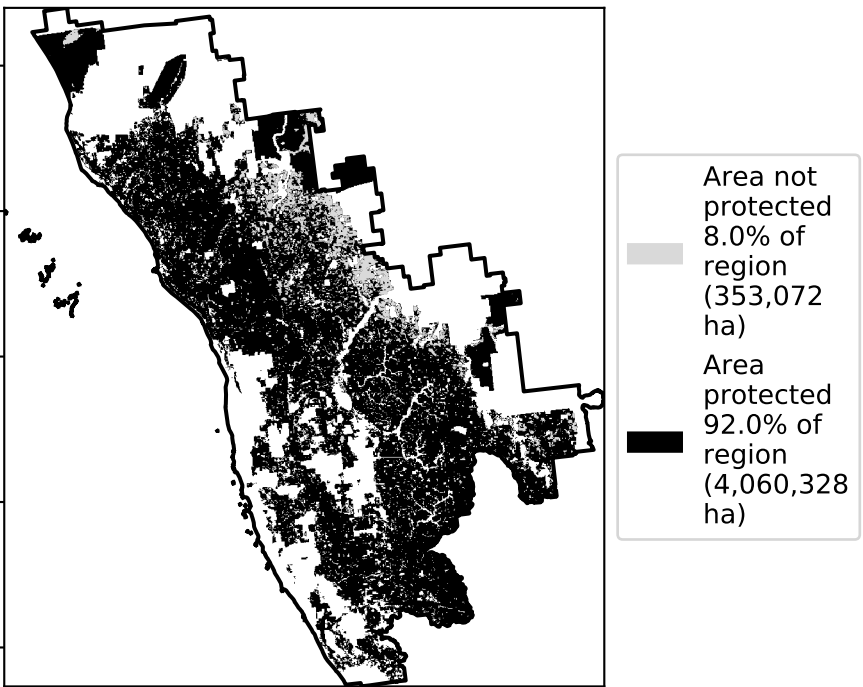 Area not
protected
8.0% of
region
(353,072
ha)
Area
protected
92.0% of
region
(4,060,328
ha)